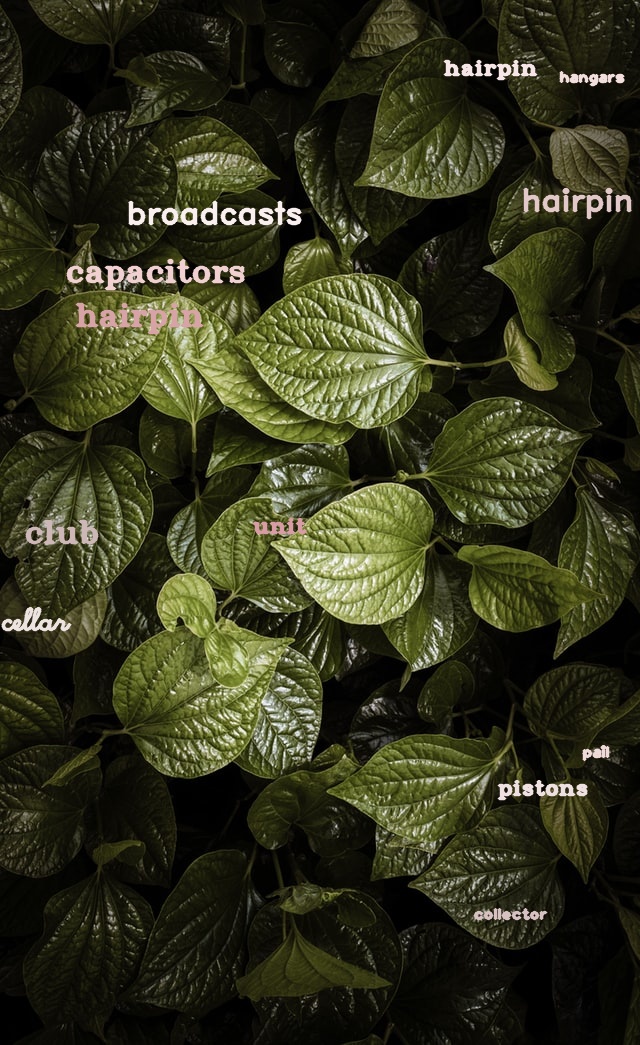 hairpin
hangars
hairpin
broadcasts
capacitors
hairpin
unit
club
cellar
pail
pistons
collector